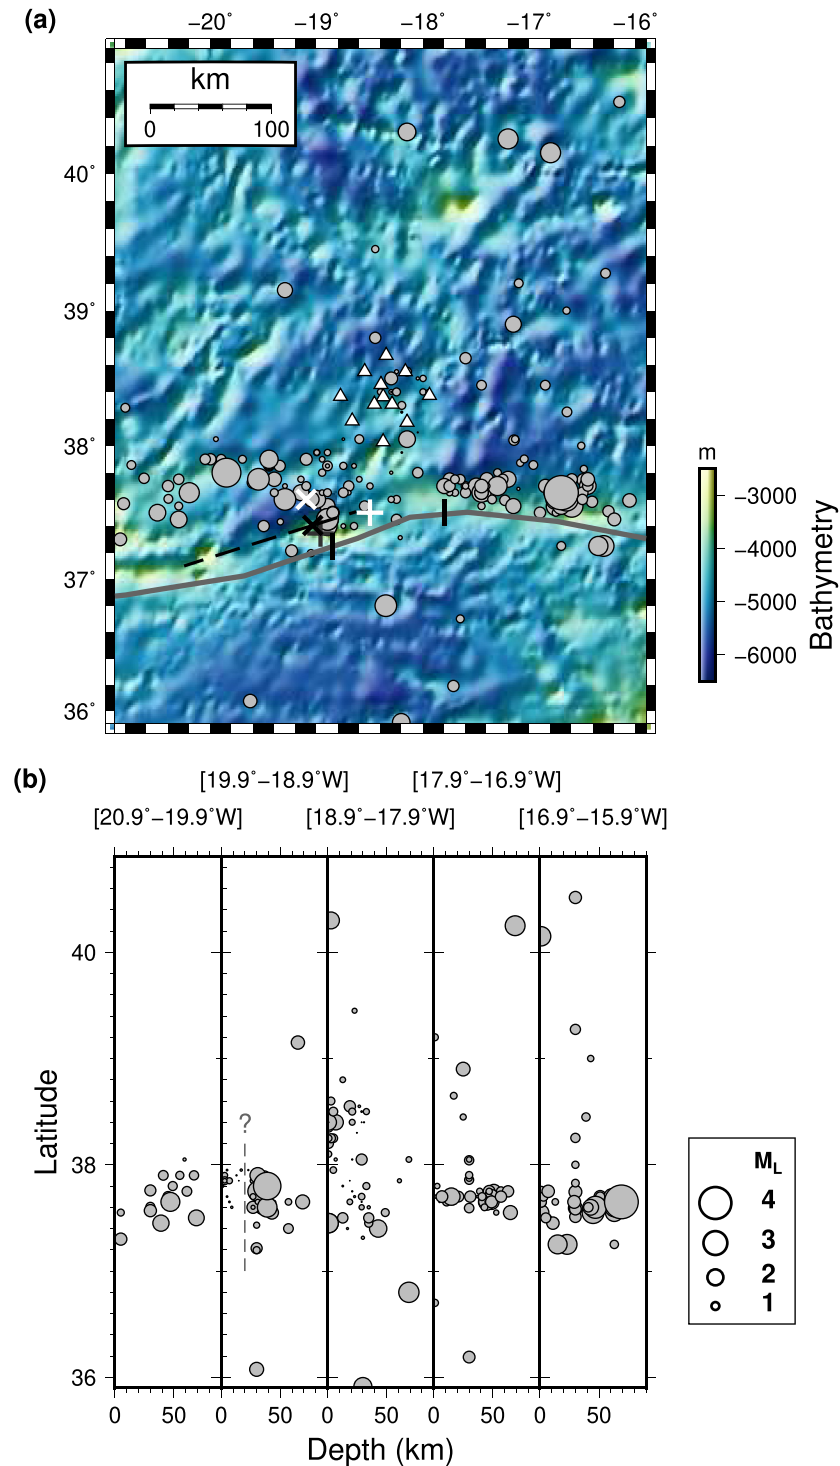 (a)
−20° −19° −18° −17° −16°
km
0 100
40°
39°
38°
37°
36°
m
−3000
−4000
−5000
−6000
Bathymetry
(b)
[19.9°−18.9°W] [17.9°−16.9°W]
[20.9°−19.9°W] [18.9°−17.9°W] [16.9°−15.9°W]
40
38
36
Latitude
?
M_L
4
3
2
1
0 50 0 50 0 50 0 50 0 50
Depth (km)